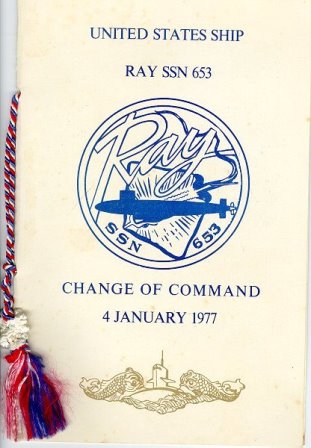 UNITED STATES SHIP
RAY SSN 653
Ray
SSN 653
CHANGE OF COMMAND
4 JANUARY 1977